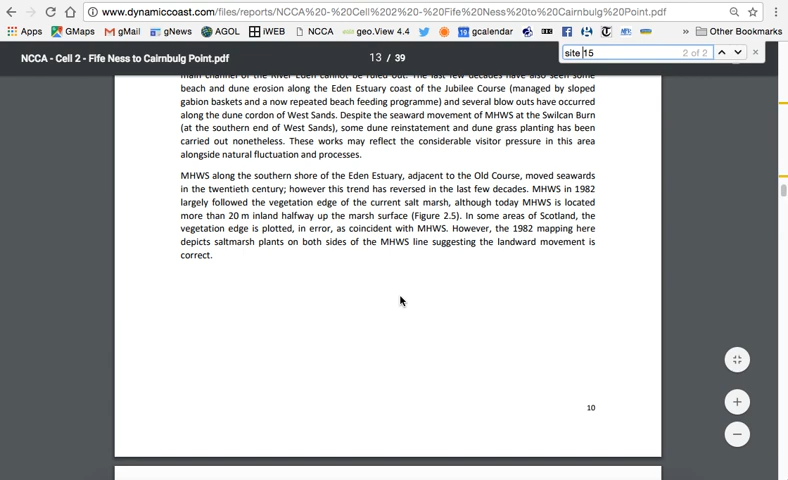 www.dynamiccoast.com/files/reports/NCCA%20-%20Cell%202%20-%20Fife%20Ness%20to%20Cairnbulg%20Point.pdf
Apps GMaps gMail gNews AGOL iWEB NCCA geo.View 4.4 gcalendar » Other Bookmarks
site 15 2 of 2
NCCA - Cell 2 - Fife Ness to Cairnbulg Point.pdf 13 / 39
main channel of the River Eden cannot be ruled out. The last few decades have also seen some
beach and dune erosion along the Eden Estuary coast of the Jubilee Course (managed by sloped
gabion baskets and a now repeated beach feeding programme) and several blow outs have occurred
along the dune cordon of West Sands. Despite the seaward movement of MHWS at the Swilcan Burn
(at the southern end of West Sands), some dune reinstatement and dune grass planting has been
carried out nonetheless. These works may reflect the considerable visitor pressure in this area
alongside natural fluctuation and processes.
MHWS along the southern shore of the Eden Estuary, adjacent to the Old Course, moved seawards
in the twentieth century; however this trend has reversed in the last few decades. MHWS in 1982
largely followed the vegetation edge of the current salt marsh, although today MHWS is located
more than 20 m inland halfway up the marsh surface (Figure 2.5). In some areas of Scotland, the
vegetation edge is plotted, in error, as coincident with MHWS. However, the 1982 mapping here
depicts saltmarsh plants on both sides of the MHWS line suggesting the landward movement is
correct.
10